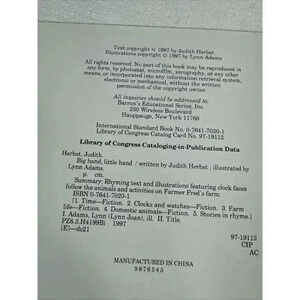 Text copyright © 1997 by Judith Herbst
Illustrations copyright © 1997 by Lynn Adams
All rights reserved. No part of this book may be reproduced in
any form, by photostat, microfilm, xerography, or any other
means, or incorporated into any information retrieval system,
electronic or mechanical, without the written permission
of the copyright owner.
All inquiries should be addressed to:
Barron's Educational Series, Inc.
250 Wireless Boulevard
Hauppauge, New York 11788
International Standard Book No. 0-7641-7020-1
Library of Congress Catalog Card No. 97-19112
Library of Congress Cataloging-in-Publication Data
Herbst, Judith.
Big hand, little hand / written by Judith Herbst ; illustrated by
Lynn Adams.
p. cm.
Summary: Rhyming text and illustrations featuring clock faces
follow the animals and activities on Farmer Fred's farm.
ISBN 0-7641-7020-1
[1. Time—Fiction. 2. Clocks and watches—Fiction. 3. Farm
life—Fiction. 4. Domestic animals—Fiction. 5. Stories in rhyme.]
I. Adams, Lynn (Lynn Joan), ill. II. Title.
PZ8.3.H4199Bi 1997
[E]—dc21
97-19112
CIP
AC
MANUFACTURED IN CHINA
9876543